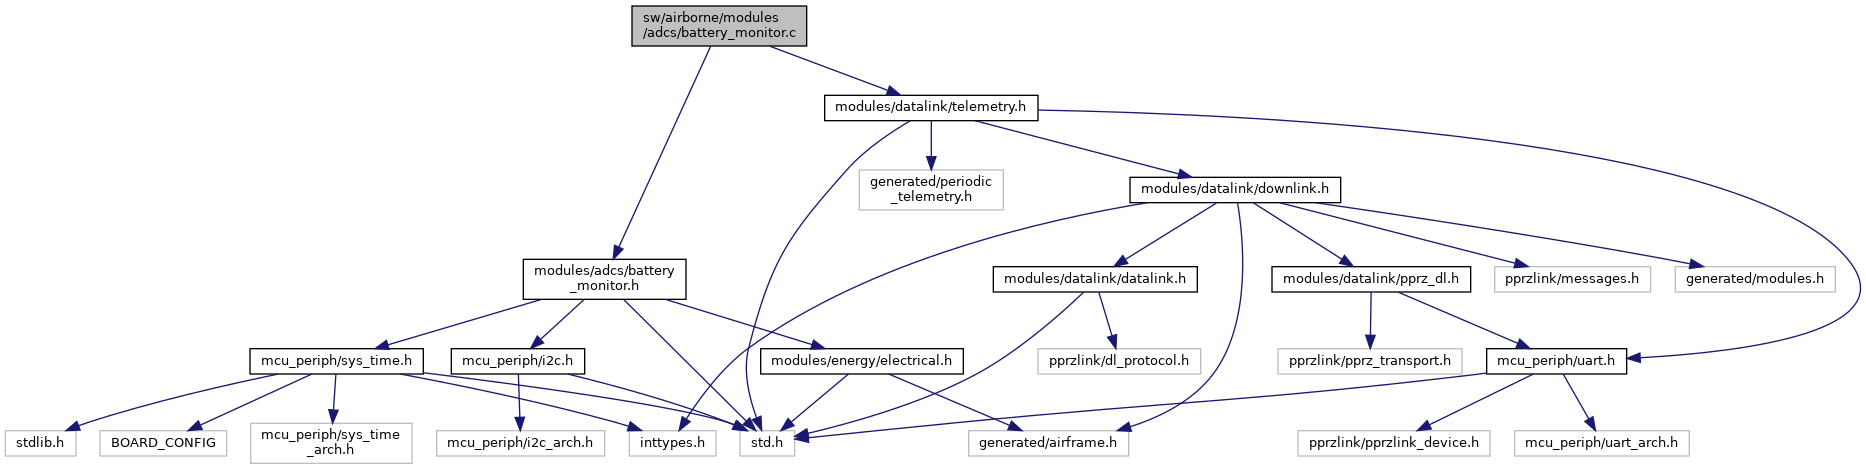 sw/airborne/modules
/adcs/battery_monitor.c
modules/datalink/telemetry.h
generated/periodic
_telemetry.h
modules/datalink/downlink.h
modules/adcs/battery
_monitor.h
modules/datalink/datalink.h
modules/datalink/pprz_dl.h
pprzlink/messages.h
generated/modules.h
mcu_periph/sys_time.h
mcu_periph/i2c.h
modules/energy/electrical.h
pprzlink/dl_protocol.h
pprzlink/pprz_transport.h
mcu_periph/uart.h
stdlib.h
BOARD_CONFIG
mcu_periph/sys_time
_arch.h
mcu_periph/i2c_arch.h
inttypes.h
std.h
generated/airframe.h
pprzlink/pprzlink_device.h
mcu_periph/uart_arch.h